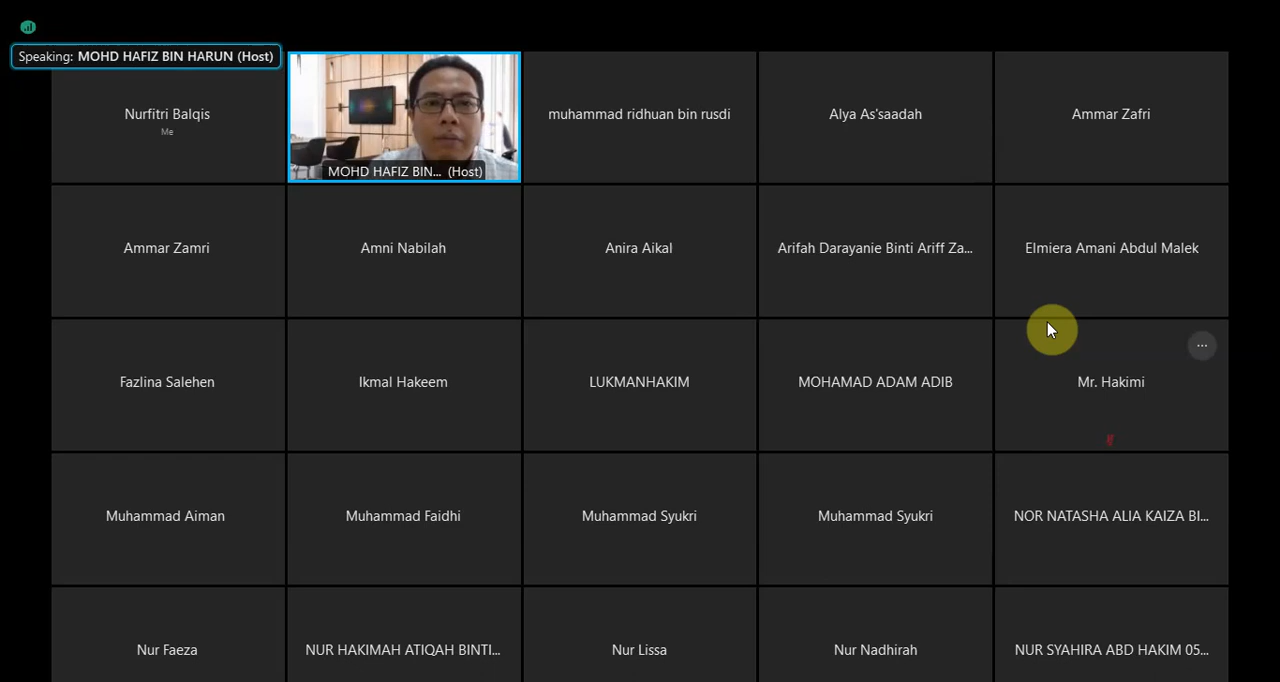 Speaking: MOHD HAFIZ BIN HARUN (Host)
Nurfitri Balqis
Me
MOHD HAFIZ BIN... (Host)
muhammad ridhuan bin rusdi
Alya As'saadah
Ammar Zafri
Ammar Zamri
Amni Nabilah
Anira Aikal
Arifah Darayanie Binti Ariff Za...
Elmiera Amani Abdul Malek
Fazlina Salehen
Ikmal Hakeem
LUKMANHAKIM
MOHAMAD ADAM ADIB
Mr. Hakimi
Muhammad Aiman
Muhammad Faidhi
Muhammad Syukri
Muhammad Syukri
NOR NATASHA ALIA KAIZA BI...
Nur Faeza
NUR HAKIMAH ATIQAH BINTI...
Nur Lissa
Nur Nadhirah
NUR SYAHIRA ABD HAKIM 05...